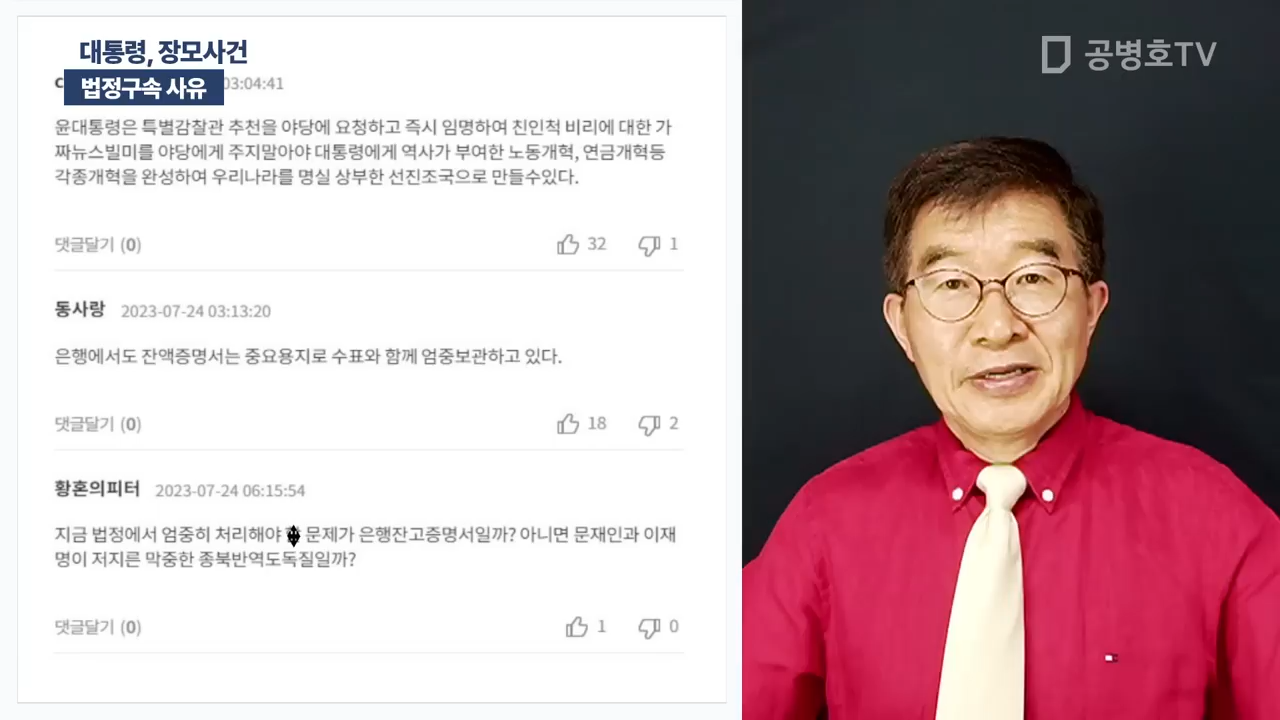 대통령, 장모사건
법정구속 사유
03:04:41
공병호TV
윤대통령은 특별감찰관 추천을 야당에 요청하고 즉시 임명하여 친인척 비리에 대한 가
짜뉴스빌미를 야당에게 주지말아야 대통령에게 역사가 부여한 노동개혁, 연금개혁등
각종개혁을 완성하여 우리나라를 명실 상부한 선진조국으로 만들수있다.
댓글달기 (0) 32 1
동사랑 2023-07-24 03:13:20
은행에서도 잔액증명서는 중요용지로 수표와 함께 엄중보관하고 있다.
댓글달기 (0) 18 2
황혼의피터 2023-07-24 06:15:54
지금 법정에서 엄중히 처리해야 문제가 은행잔고증명서일까? 아니면 문재인과 이재
명이 저지른 막중한 종북반역도독질일까?
댓글달기 (0) 1 0